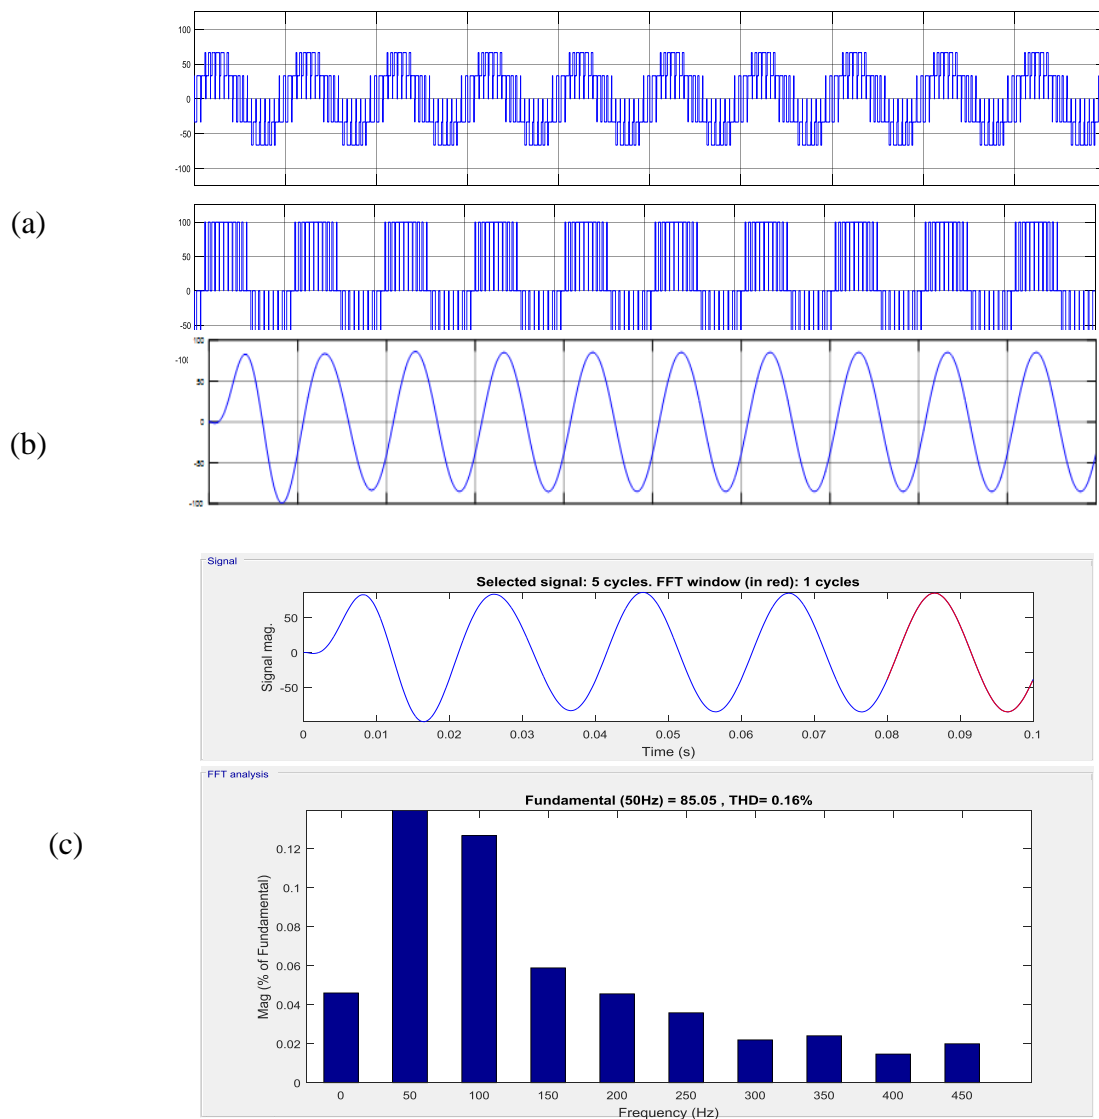 100
50
0
-50
-100
(a)
100
50
0
-50
100
-100
50
0
(b)
-50
-100
Signal
Selected signal: 5 cycles. FFT window (in red): 1 cycles
50
0
-50
Signal mag.
0 0.01 0.02 0.03 0.04 0.05 0.06 0.07 0.08 0.09 0.1
Time (s)
FFT analysis
Fundamental (50Hz) = 85.05 , THD= 0.16%
(c)
0.12
0.1
0.08
0.06
0.04
0.02
0
Mag (% of Fundamental)
0 50 100 150 200 250 300 350 400 450
Frequency (Hz)